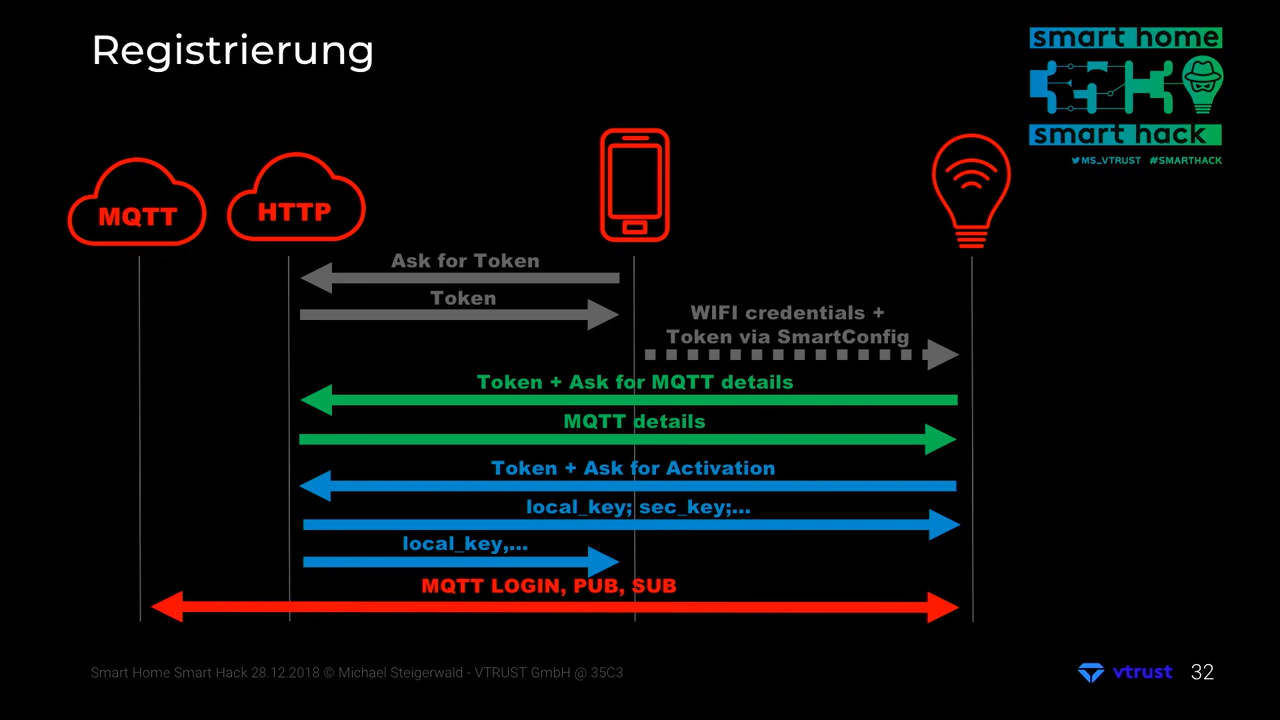 Registrierung
smart home
smart hack
MS_VTRUST #SMARTHACK
MQTT
HTTP
Ask for Token
Token
WIFI credentials +
Token via SmartConfig
Token + Ask for MQTT details
MQTT details
Token + Ask for Activation
local_key; sec_key;...
local_key,...
MQTT LOGIN, PUB, SUB
Smart Home Smart Hack 28.12.2018 © Michael Steigerwald - VTRUST GmbH @ 35C3
vtrust
32